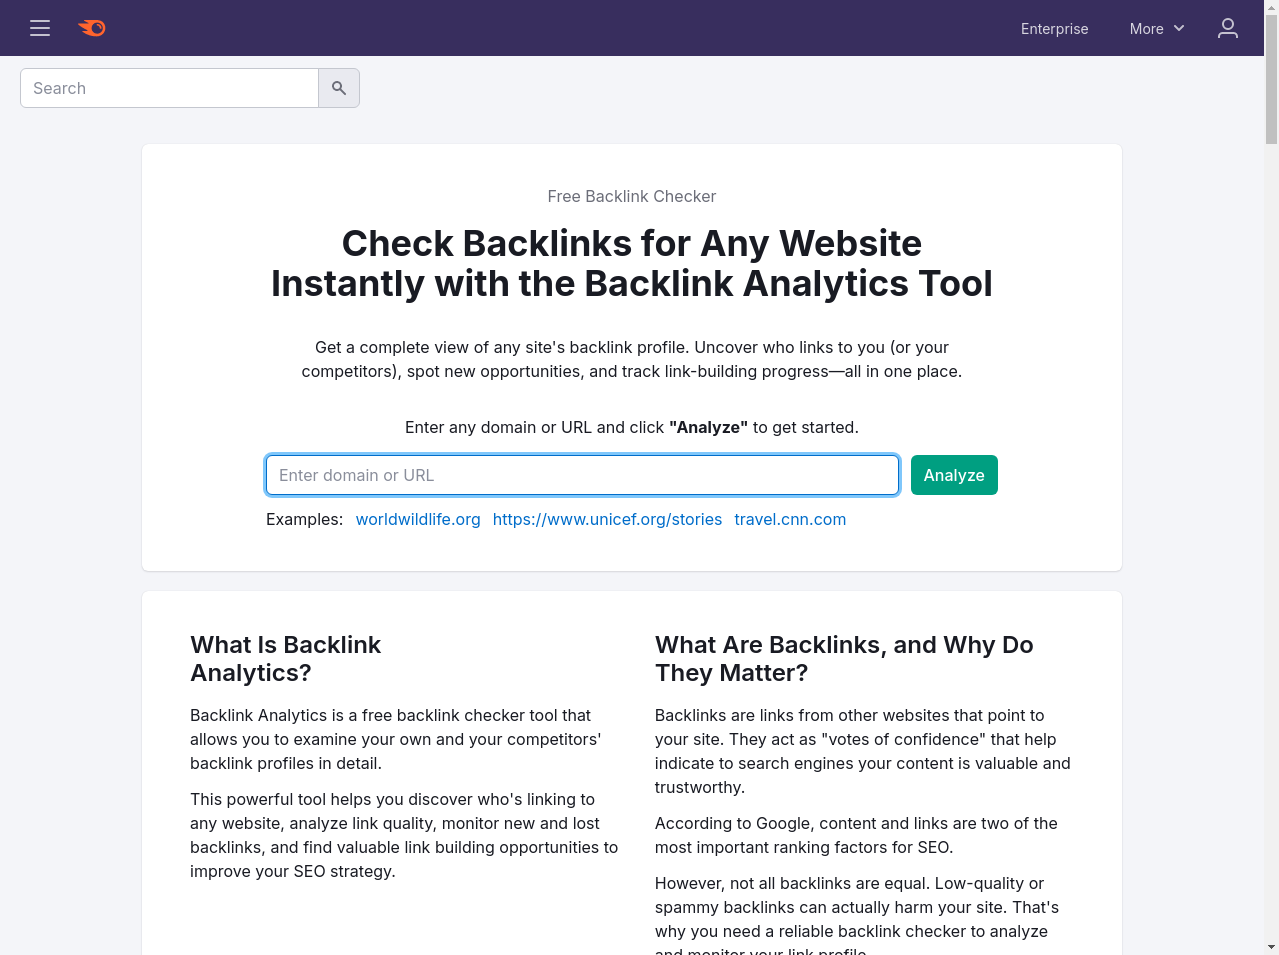 Enterprise
More
Search
Free Backlink Checker
Check Backlinks for Any Website
Instantly with the Backlink Analytics Tool
Get a complete view of any site's backlink profile. Uncover who links to you (or your
competitors), spot new opportunities, and track link-building progress—all in one place.
Enter any domain or URL and click "Analyze" to get started.
Enter domain or URL
Analyze
Examples: worldwildlife.org https://www.unicef.org/stories travel.cnn.com
What Is Backlink
Analytics?
Backlink Analytics is a free backlink checker tool that
allows you to examine your own and your competitors'
backlink profiles in detail.
This powerful tool helps you discover who's linking to
any website, analyze link quality, monitor new and lost
backlinks, and find valuable link building opportunities to
improve your SEO strategy.
What Are Backlinks, and Why Do
They Matter?
Backlinks are links from other websites that point to
your site. They act as "votes of confidence" that help
indicate to search engines your content is valuable and
trustworthy.
According to Google, content and links are two of the
most important ranking factors for SEO.
However, not all backlinks are equal. Low-quality or
spammy backlinks can actually harm your site. That's
why you need a reliable backlink checker to analyze
and monitor your link profile.